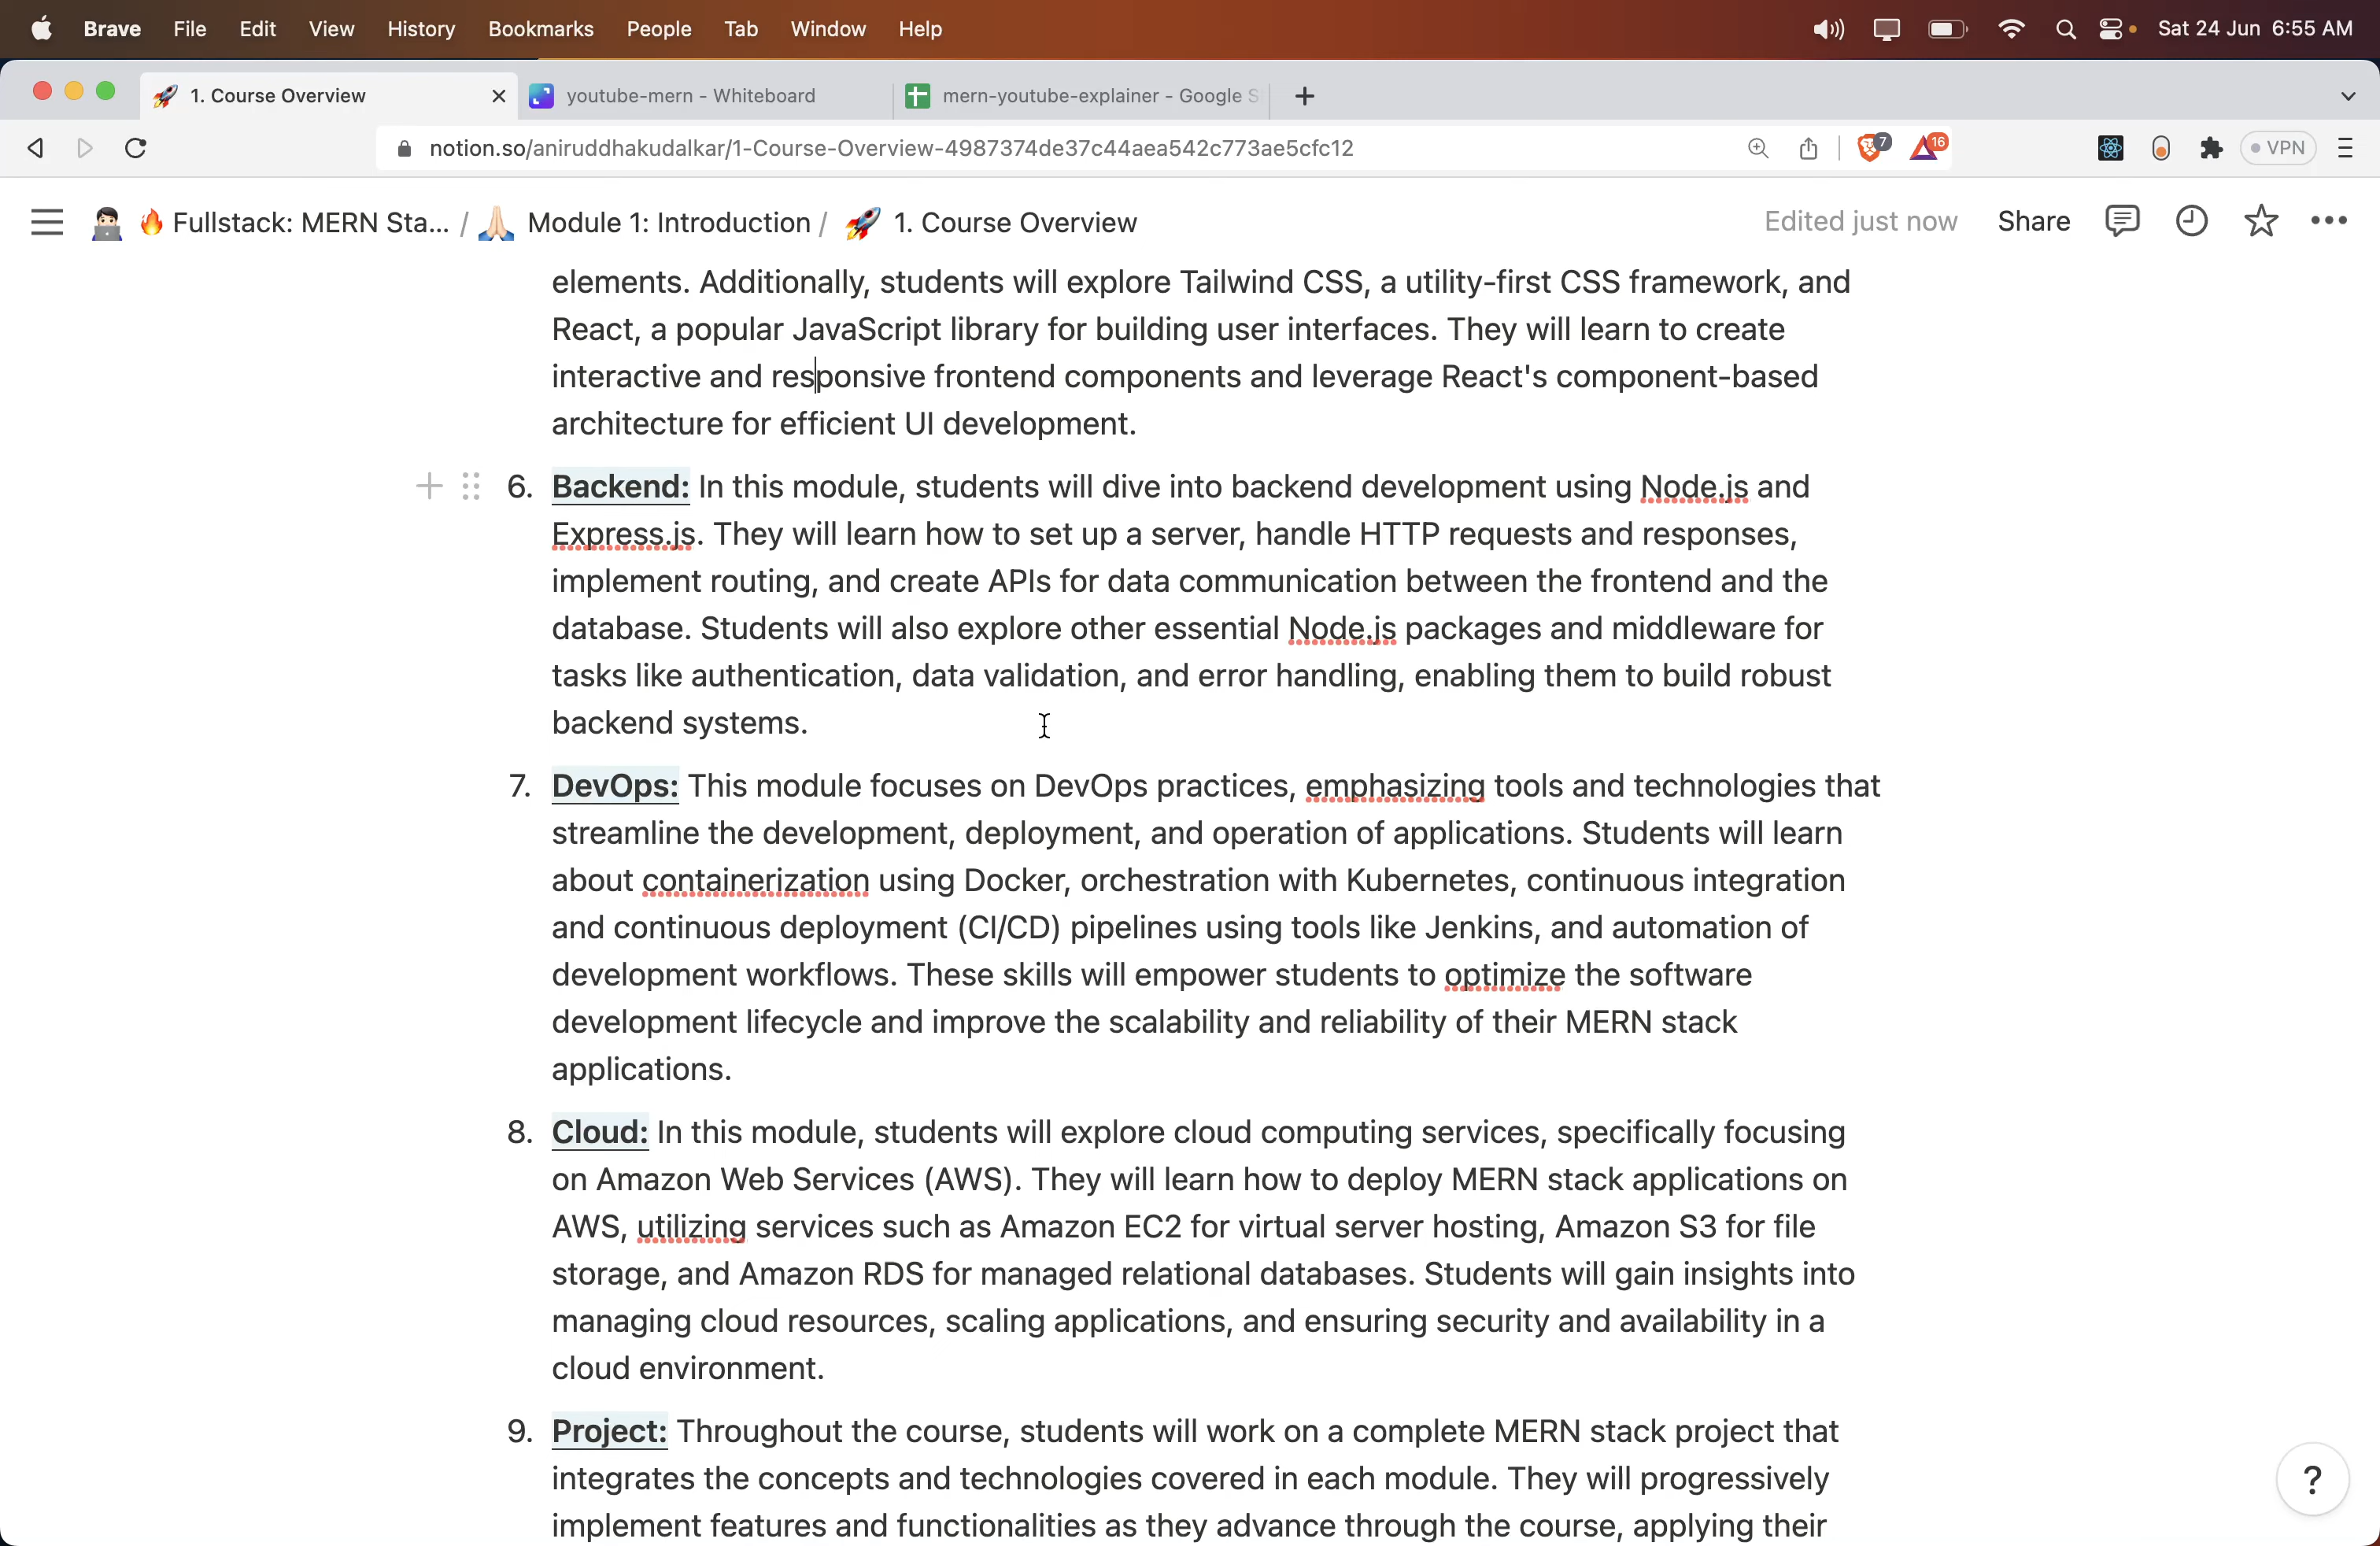 Brave File Edit View History Bookmarks People Tab Window Help Sat 24 Jun 6:55 AM
1. Course Overview youtube-mern - Whiteboard mern-youtube-explainer - Google S
notion.so/aniruddhakudalkar/1-Course-Overview-4987374de37c44aea542c773ae5cfc12 7 16 VPN
Fullstack: MERN Sta... / Module 1: Introduction / 1. Course Overview Edited just now Share
elements. Additionally, students will explore Tailwind CSS, a utility-first CSS framework, and
React, a popular JavaScript library for building user interfaces. They will learn to create
interactive and responsive frontend components and leverage React's component-based
architecture for efficient UI development.
6. Backend: In this module, students will dive into backend development using Node.js and
Express.js. They will learn how to set up a server, handle HTTP requests and responses,
implement routing, and create APIs for data communication between the frontend and the
database. Students will also explore other essential Node.js packages and middleware for
tasks like authentication, data validation, and error handling, enabling them to build robust
backend systems.
7. DevOps: This module focuses on DevOps practices, emphasizing tools and technologies that
streamline the development, deployment, and operation of applications. Students will learn
about containerization using Docker, orchestration with Kubernetes, continuous integration
and continuous deployment (CI/CD) pipelines using tools like Jenkins, and automation of
development workflows. These skills will empower students to optimize the software
development lifecycle and improve the scalability and reliability of their MERN stack
applications.
8. Cloud: In this module, students will explore cloud computing services, specifically focusing
on Amazon Web Services (AWS). They will learn how to deploy MERN stack applications on
AWS, utilizing services such as Amazon EC2 for virtual server hosting, Amazon S3 for file
storage, and Amazon RDS for managed relational databases. Students will gain insights into
managing cloud resources, scaling applications, and ensuring security and availability in a
cloud environment.
9. Project: Throughout the course, students will work on a complete MERN stack project that
integrates the concepts and technologies covered in each module. They will progressively
implement features and functionalities as they advance through the course, applying their
?